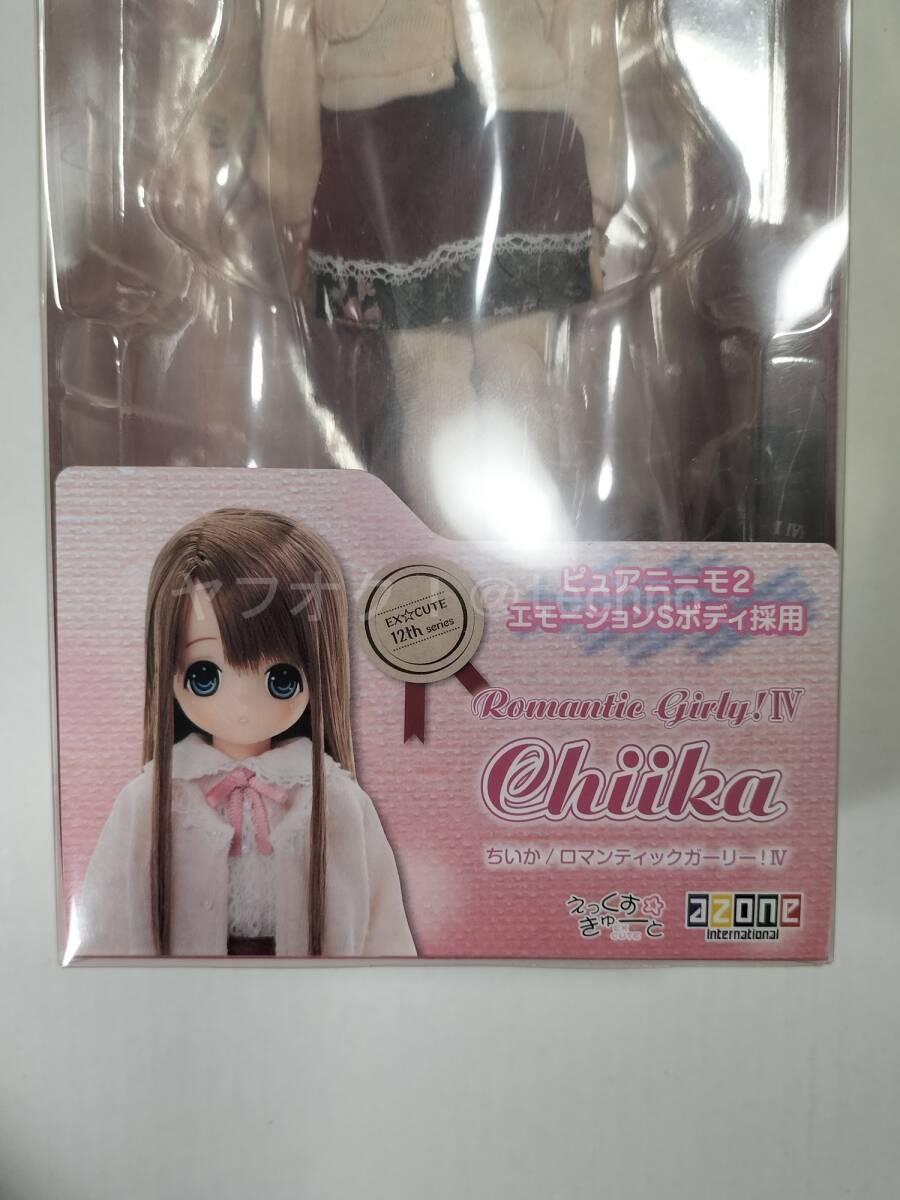 ピュアニーモ2
エモーションSボディ採用
EX☆CUTE
12th series
Romantic Girly! Ⅳ
Chiika
ちいか / ロマンティックガーリー! Ⅳ
えっくす☆
きゅーと
EX
CUTE
azone
International